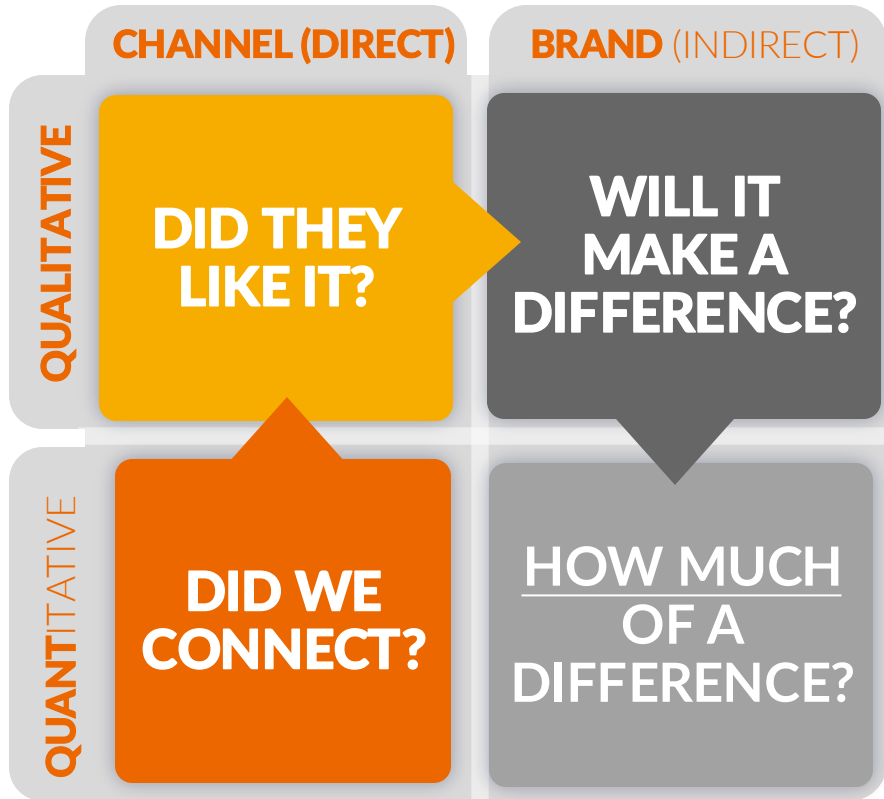 CHANNEL (DIRECT)
BRAND (INDIRECT)
QUALITATIVE
DID THEY
LIKE IT?
WILL IT
MAKE A
DIFFERENCE?
QUANTITATIVE
DID WE
CONNECT?
HOW MUCH
OF A
DIFFERENCE?